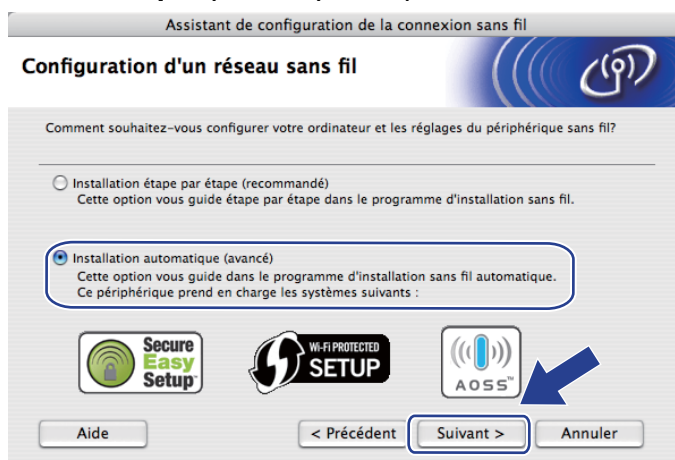 Assistant de configuration de la connexion sans fil
Configuration d'un réseau sans fil
Comment souhaitez-vous configurer votre ordinateur et les réglages du périphérique sans fil?
Installation étape par étape (recommandé)
Cette option vous guide étape par étape dans le programme d'installation sans fil.
Installation automatique (avancé)
Cette option vous guide dans le programme d'installation sans fil automatique.
Ce périphérique prend en charge les systèmes suivants :
Secure
Easy
Setup™
Wi-Fi PROTECTED
SETUP
AOSS™
Aide
< Précédent
Suivant >
Annuler